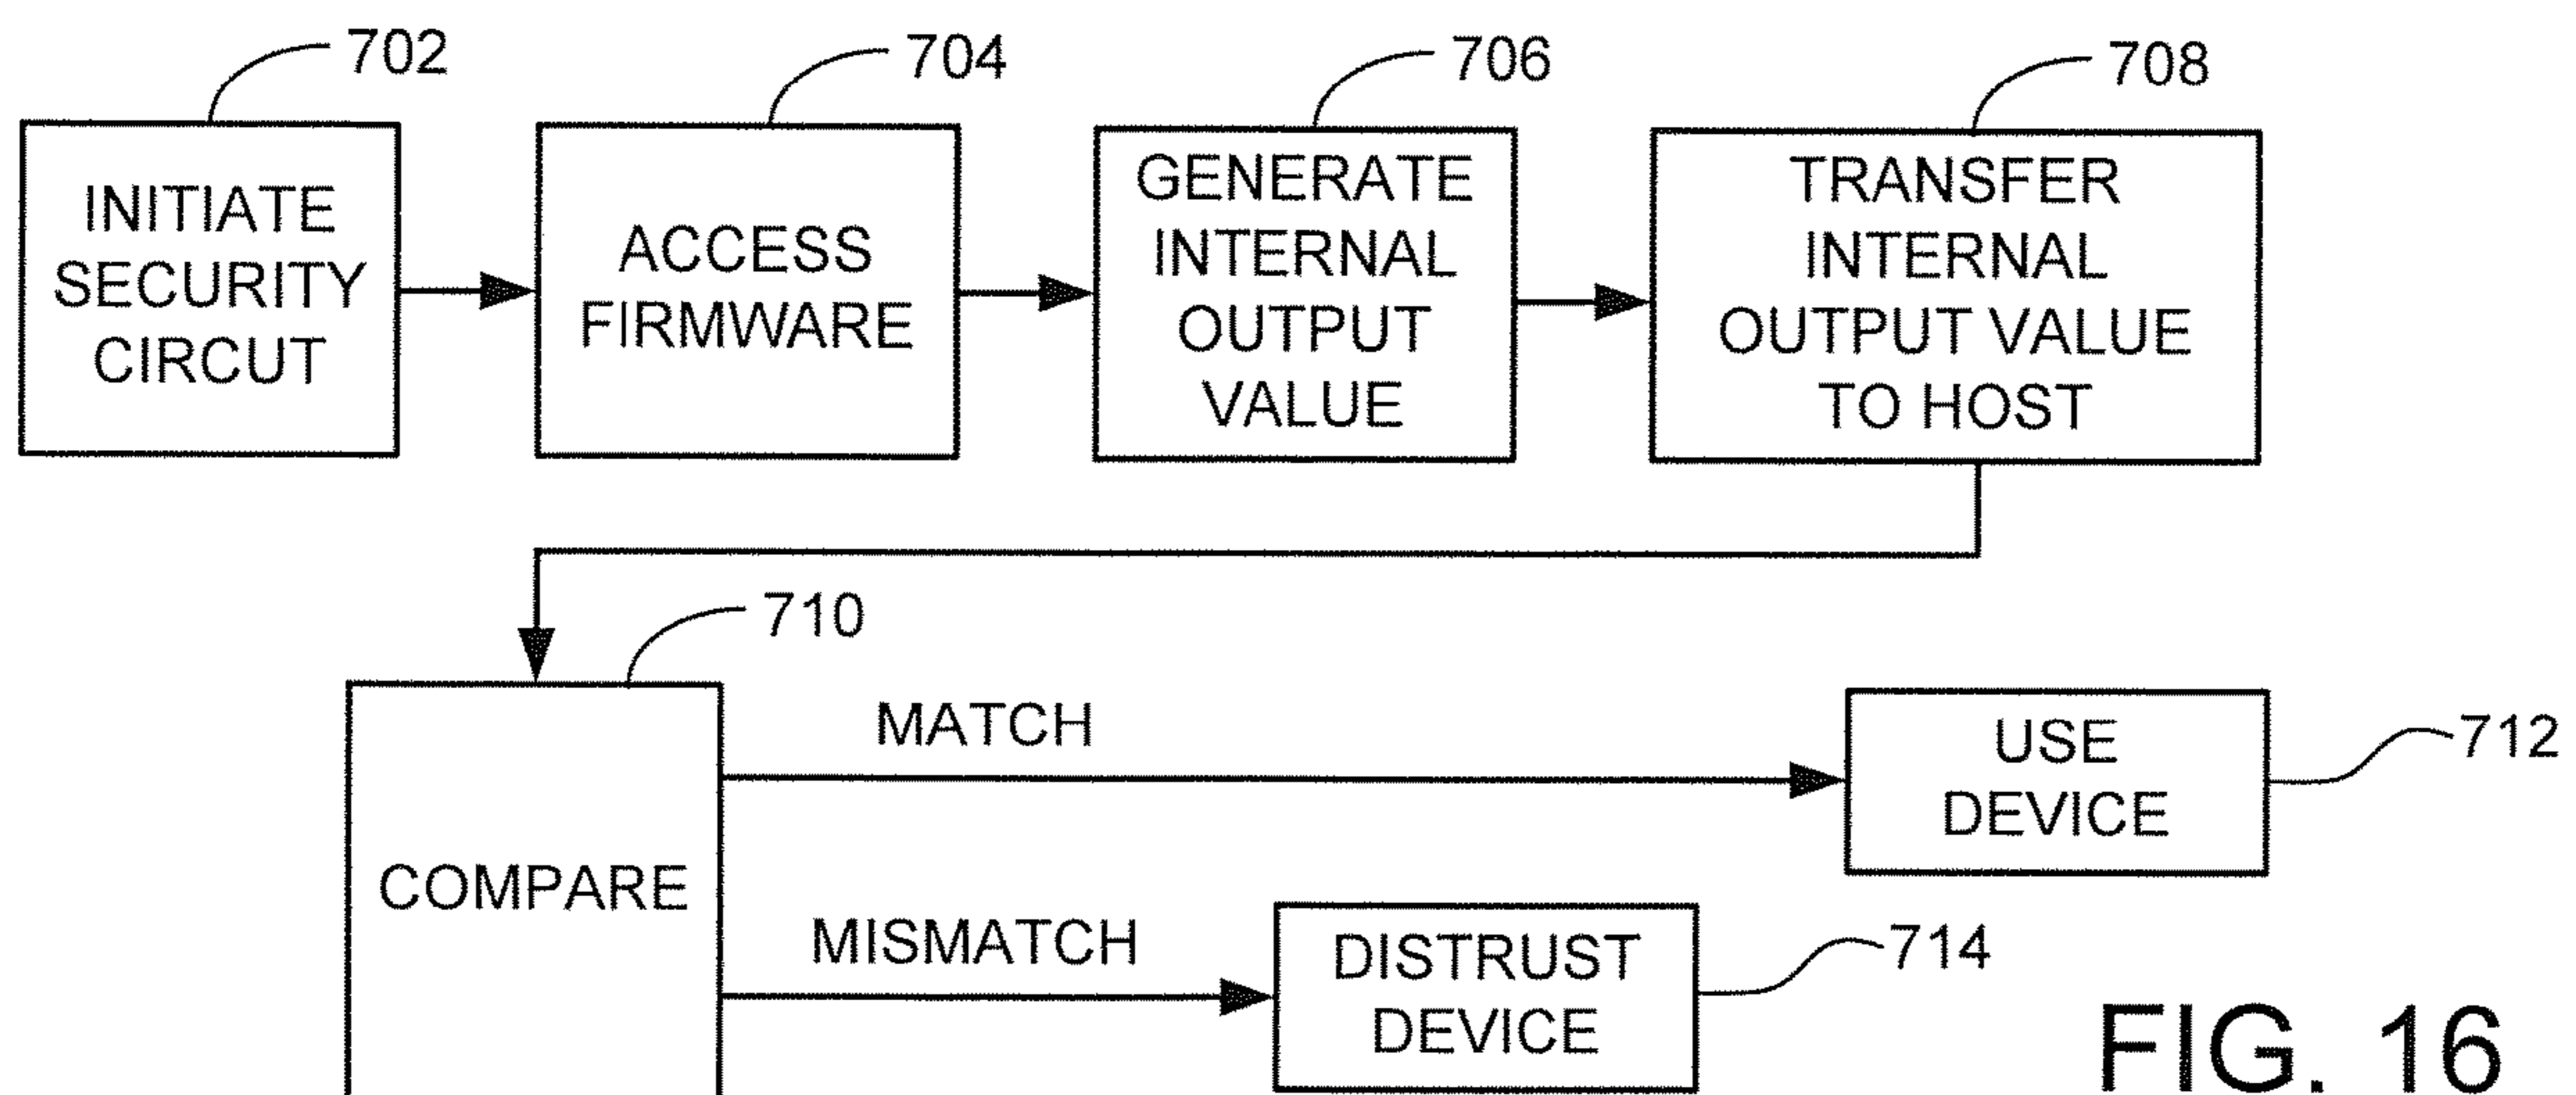 702
704
706
708
INITIATE
SECURITY
CIRCUT
ACCESS
FIRMWARE
GENERATE
INTERNAL
OUTPUT
VALUE
TRANSFER
INTERNAL
OUTPUT VALUE
TO HOST
710
COMPARE
MATCH
USE
DEVICE
712
MISMATCH
DISTRUST
DEVICE
714
FIG. 16